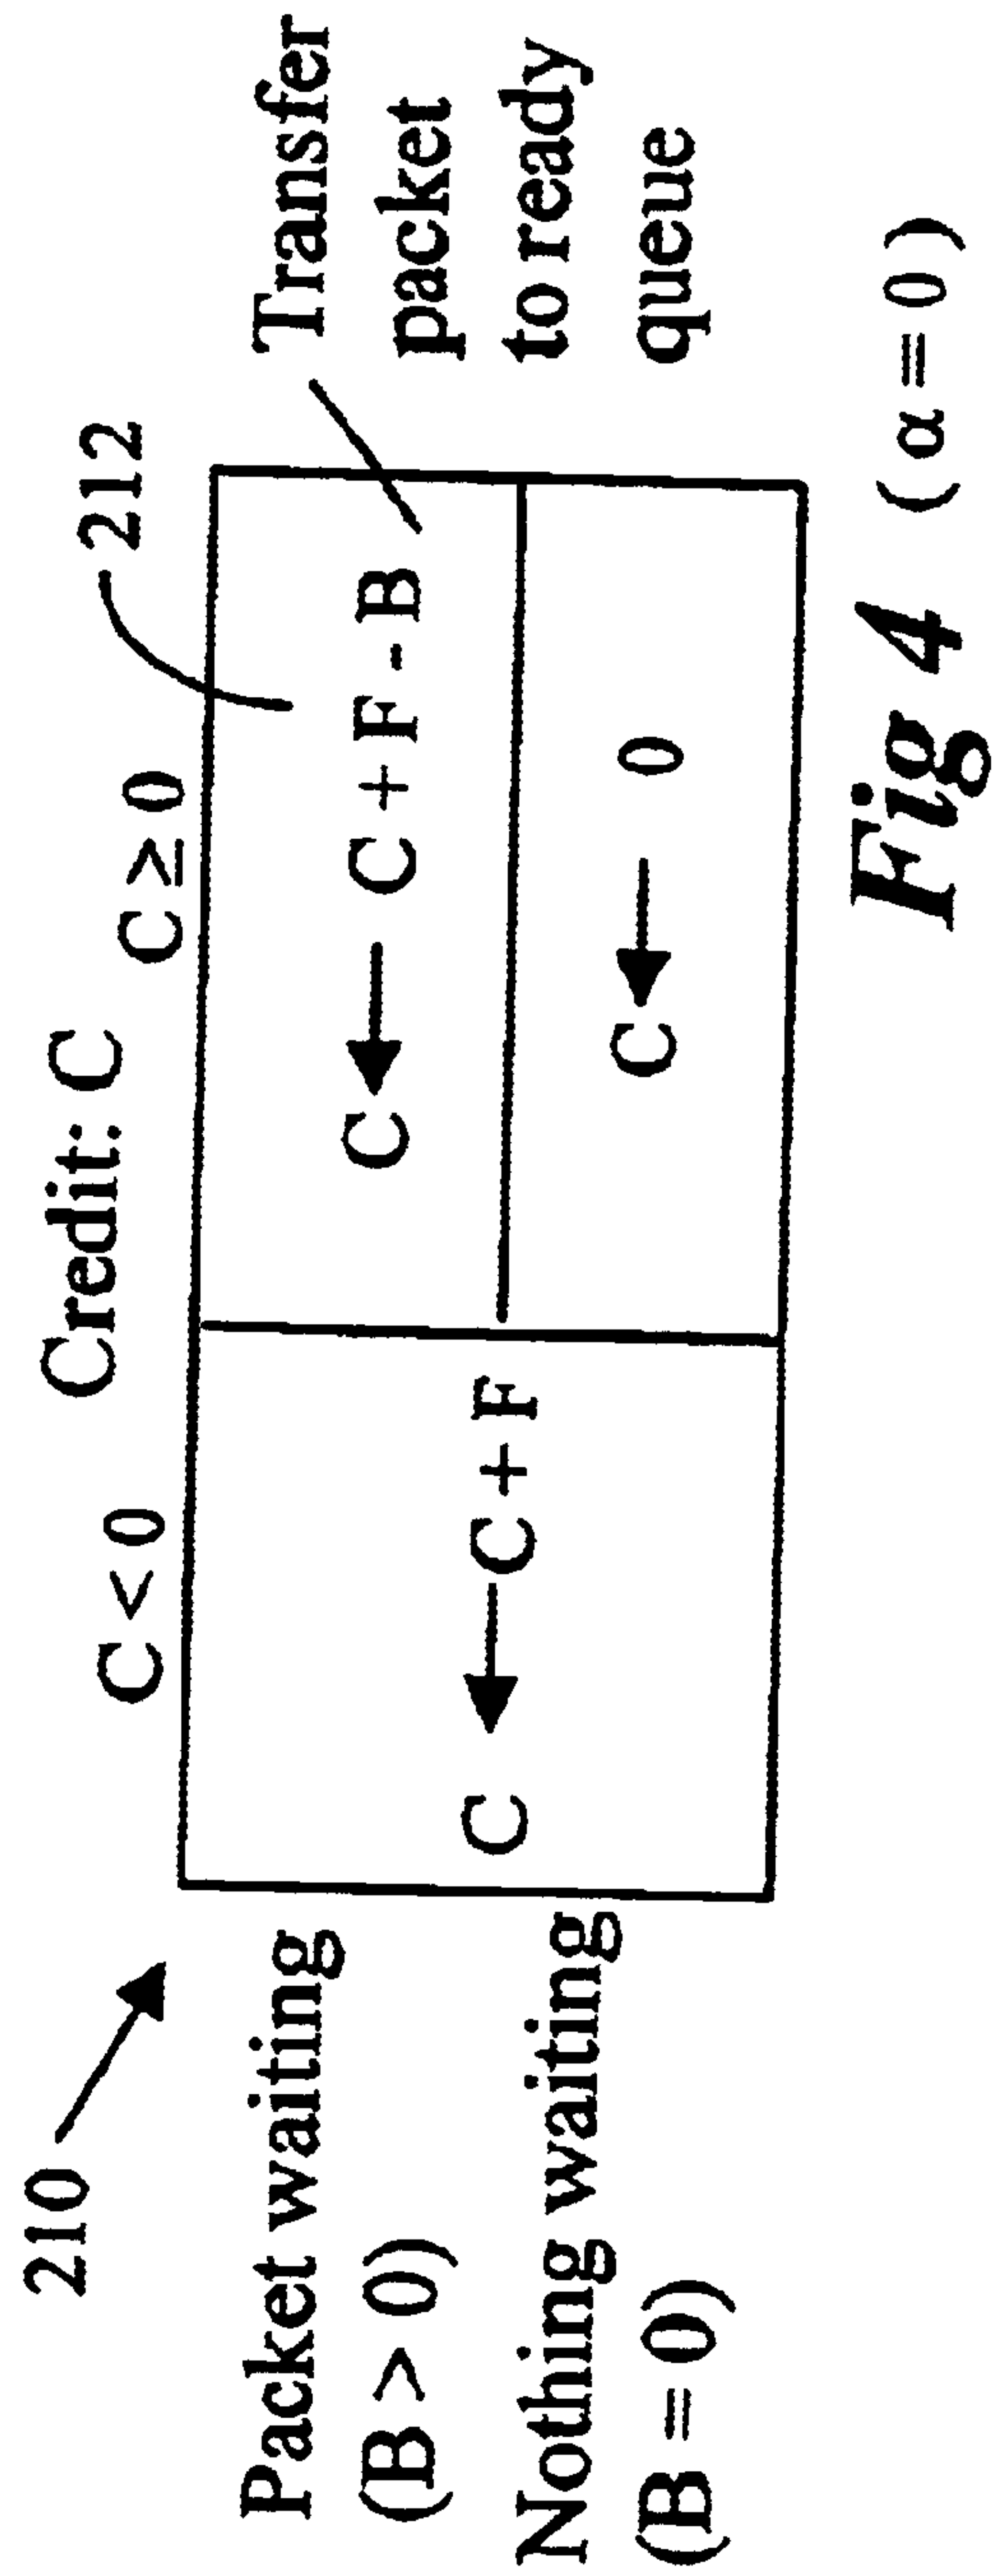 210
Credit: C
C < 0
C ≥ 0
212
Packet waiting
(B > 0)
Nothing waiting
(B = 0)
C ← C + F
C ← C + F - B
C ← 0
Transfer
packet
to ready
queue
Fig 4 ( α = 0 )